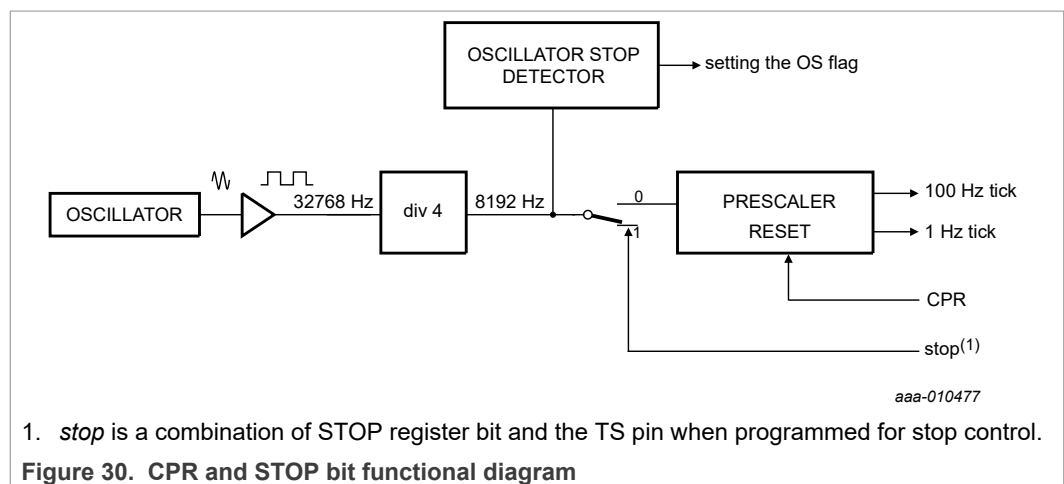 OSCILLATOR STOP
DETECTOR
setting the OS flag
OSCILLATOR
32768 Hz
div 4
8192 Hz
0
1
PRESCALER
RESET
100 Hz tick
1 Hz tick
CPR
stop(1)
aaa-010477
1. stop is a combination of STOP register bit and the TS pin when programmed for stop control.
Figure 30. CPR and STOP bit functional diagram